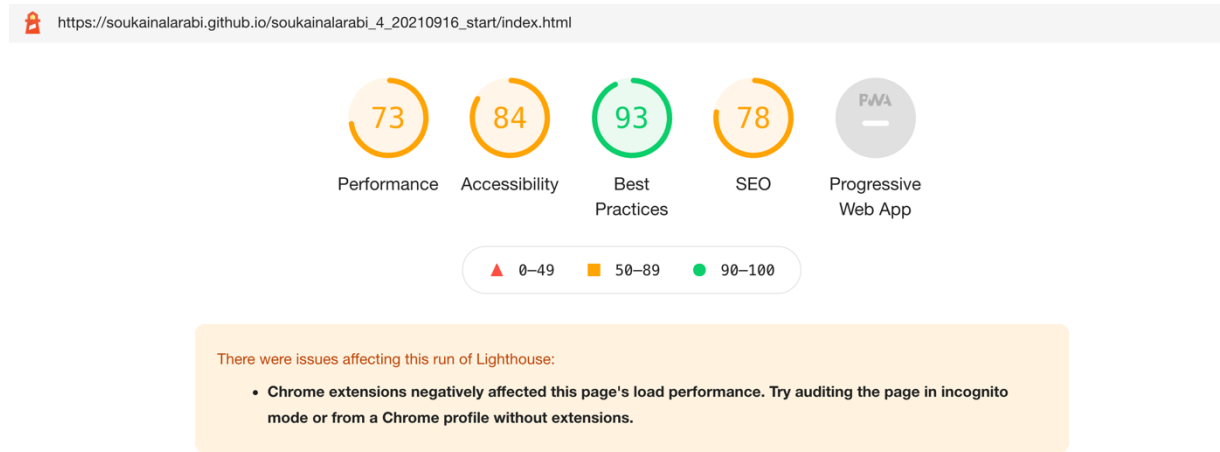 https://soukainalarabi.github.io/soukainalarabi_4_20210916_start/index.html
73
84
93
78
PWA
Performance
Accessibility
Best
Practices
SEO
Progressive
Web App
0–49
50–89
90–100
There were issues affecting this run of Lighthouse:
• Chrome extensions negatively affected this page's load performance. Try auditing the page in incognito
mode or from a Chrome profile without extensions.